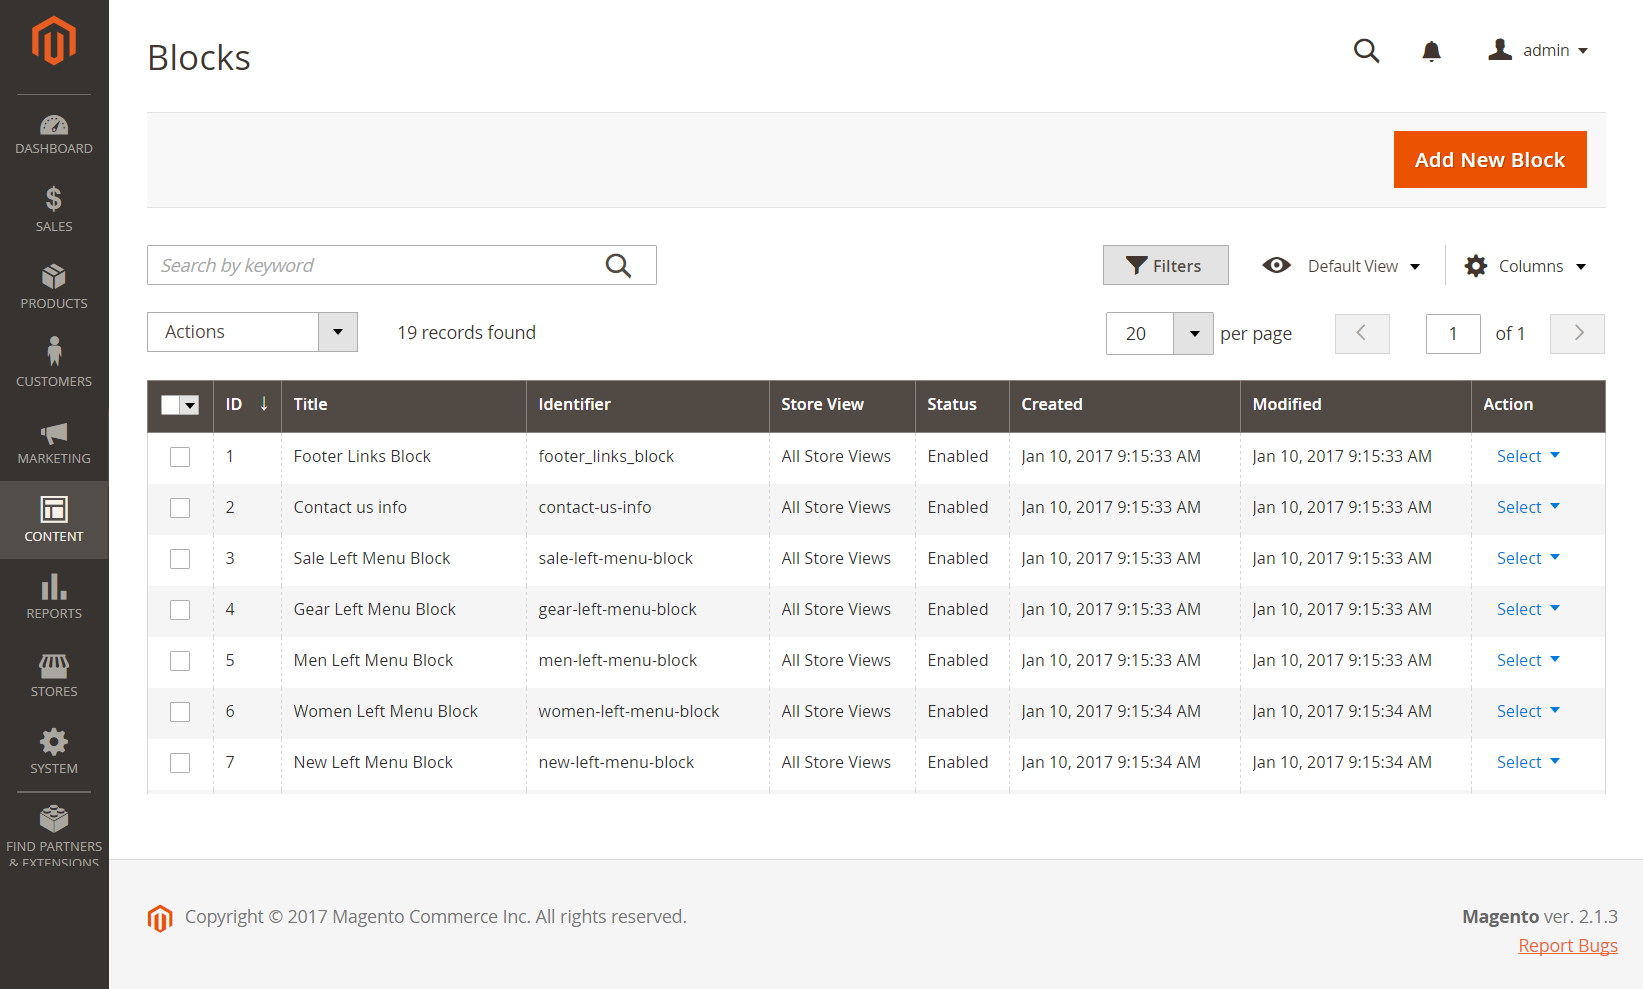 Blocks
admin
DASHBOARD
SALES
PRODUCTS
CUSTOMERS
MARKETING
CONTENT
REPORTS
STORES
SYSTEM
FIND PARTNERS
& EXTENSIONS
Add New Block
Search by keyword
Filters
Default View
Columns
Actions
19 records found
20
per page
1
of 1
ID ↓ Title Identifier Store View Status Created Modified Action
1 Footer Links Block footer_links_block All Store Views Enabled Jan 10, 2017 9:15:33 AM Jan 10, 2017 9:15:33 AM Select
2 Contact us info contact-us-info All Store Views Enabled Jan 10, 2017 9:15:33 AM Jan 10, 2017 9:15:33 AM Select
3 Sale Left Menu Block sale-left-menu-block All Store Views Enabled Jan 10, 2017 9:15:33 AM Jan 10, 2017 9:15:33 AM Select
4 Gear Left Menu Block gear-left-menu-block All Store Views Enabled Jan 10, 2017 9:15:33 AM Jan 10, 2017 9:15:33 AM Select
5 Men Left Menu Block men-left-menu-block All Store Views Enabled Jan 10, 2017 9:15:33 AM Jan 10, 2017 9:15:33 AM Select
6 Women Left Menu Block women-left-menu-block All Store Views Enabled Jan 10, 2017 9:15:34 AM Jan 10, 2017 9:15:34 AM Select
7 New Left Menu Block new-left-menu-block All Store Views Enabled Jan 10, 2017 9:15:34 AM Jan 10, 2017 9:15:34 AM Select
Copyright © 2017 Magento Commerce Inc. All rights reserved.
Magento ver. 2.1.3
Report Bugs